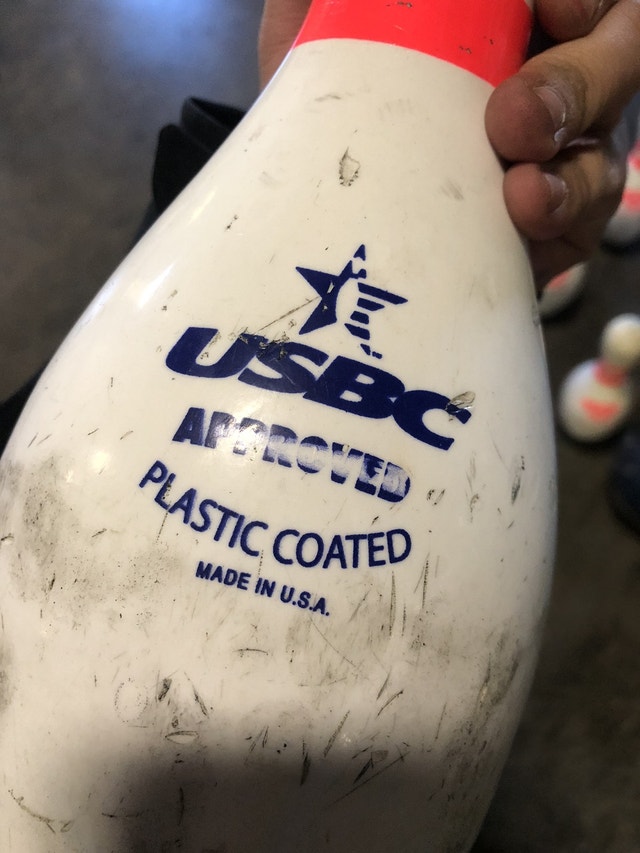 USBC
APPROVED
PLASTIC COATED
MADE IN U.S.A.